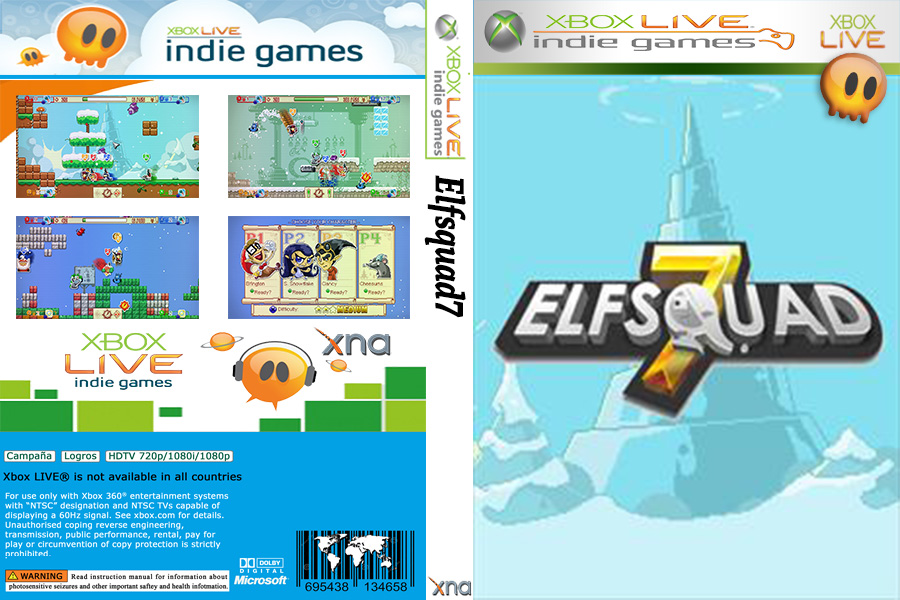 XBOX LIVE
indie games
P1 P2 P3 P4
Brington S. Snowflake Clancy Cheesund
Ready? Ready? Ready? Ready?
Difficulty: MEDIUM
XBOX
LIVE
indie games
xna
Campaña Logros HDTV 720p/1080i/1080p
Xbox LIVE® is not available in all countries
For use only with Xbox 360® entertainment systems
with “NTSC” designation and NTSC TVs capable of
displaying a 60Hz signal. See xbox.com for details.
Unauthorised coping reverse engineering,
transmission, public performance, rental, pay for
play or circumvention of copy protection is strictly
prohibited.
WARNING Read instruction manual for information about
photosensitive seizures and other important saftey and health infotmation.
DOLBY
DIGITAL
Microsoft®
695438 134658
XBOX LIVE
indie games
Elfsquad7
xna
XBOX LIVE
indie games
XBOX
LIVE
7
ELFSQUAD